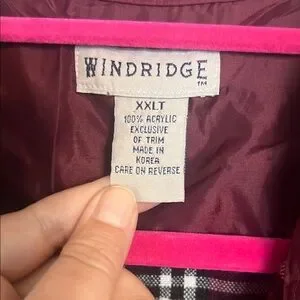 WINDRIDGE
TM
XXLT
100% ACRYLIC
EXCLUSIVE
OF TRIM
MADE IN
KOREA
CARE ON REVERSE